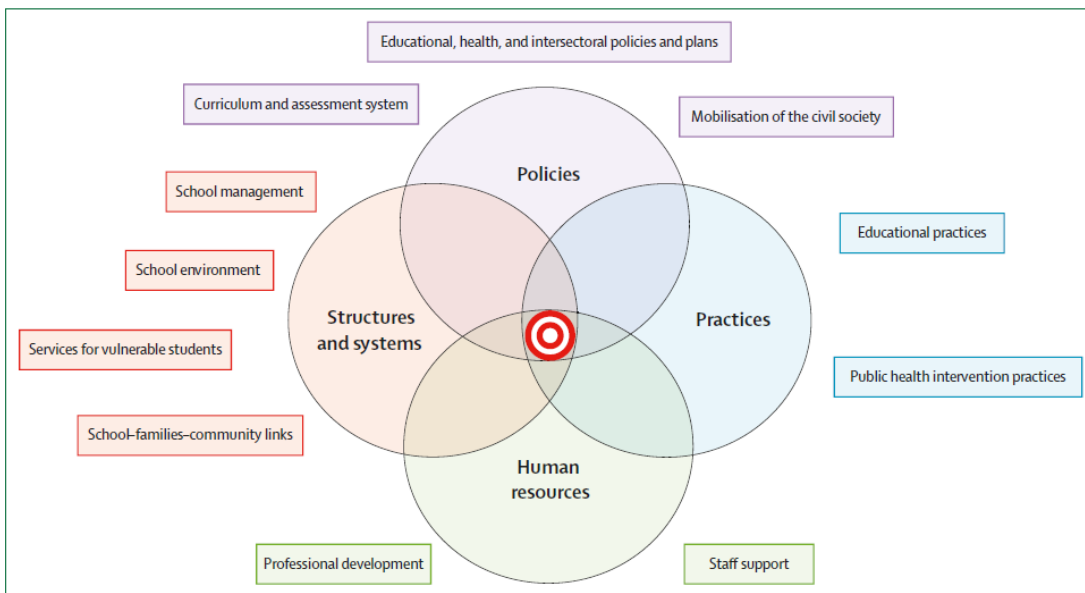 Educational, health, and intersectoral policies and plans
Curriculum and assessment system
Mobilisation of the civil society
Policies
School management
Educational practices
School environment
Structures
and systems
Practices
Services for vulnerable students
Public health intervention practices
School–families–community links
Human
resources
Professional development
Staff support